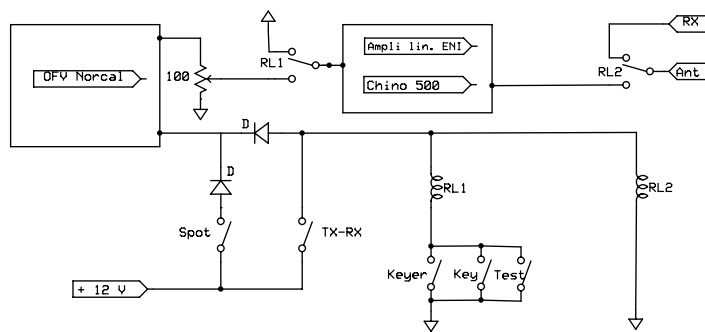 RX
Ampli lin. ENI
RL1
RL2
Ant
OFV Norcal
100
Chino 500
D
D
RL1
RL2
Spot
TX-RX
Keyer
Key
Test
+ 12 V